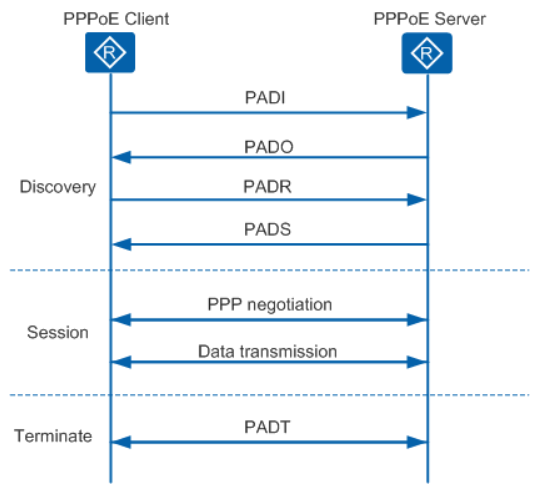 PPPoE Client
PPPoE Server
R
R
PADI
PADO
Discovery
PADR
PADS
PPP negotiation
Session
Data transmission
PADT
Terminate